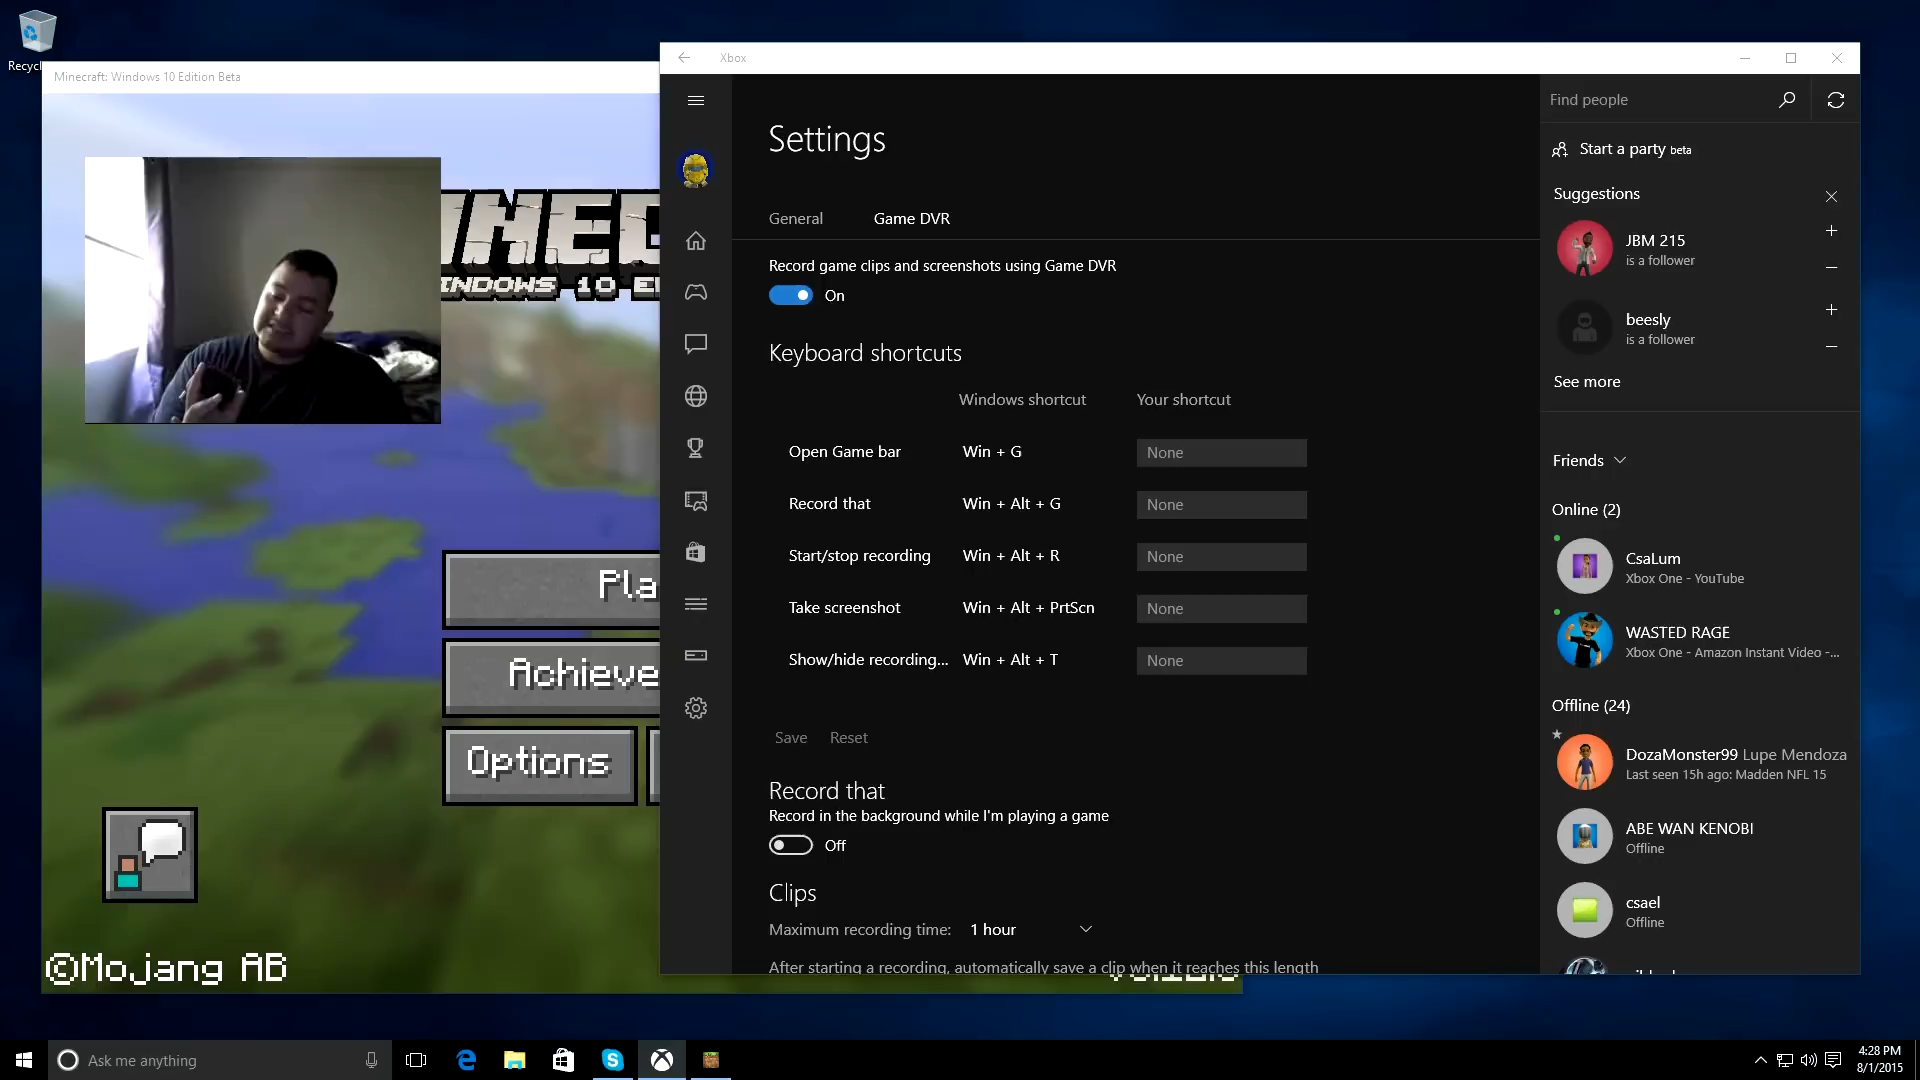 Recycl
Minecraft: Windows 10 Edition Beta
INEC
INDOWS 10 E
Pla
Achieve
Options
©Mojang AB
Xbox
Settings
General
Game DVR
Record game clips and screenshots using Game DVR
On
Keyboard shortcuts
Windows shortcut
Your shortcut
Open Game bar
Win + G
None
Record that
Win + Alt + G
None
Start/stop recording
Win + Alt + R
None
Take screenshot
Win + Alt + PrtScn
None
Show/hide recording...
Win + Alt + T
None
Save
Reset
Record that
Record in the background while I'm playing a game
Off
Clips
Maximum recording time:
1 hour
After starting a recording, automatically save a clip when it reaches this length
Find people
Start a party beta
Suggestions
JBM 215
is a follower
beesly
is a follower
See more
Friends
Online (2)
CsaLum
Xbox One - YouTube
WASTED RAGE
Xbox One - Amazon Instant Video -...
Offline (24)
DozaMonster99 Lupe Mendoza
Last seen 15h ago: Madden NFL 15
ABE WAN KENOBI
Offline
csael
Offline
Ask me anything
4:28 PM
8/1/2015